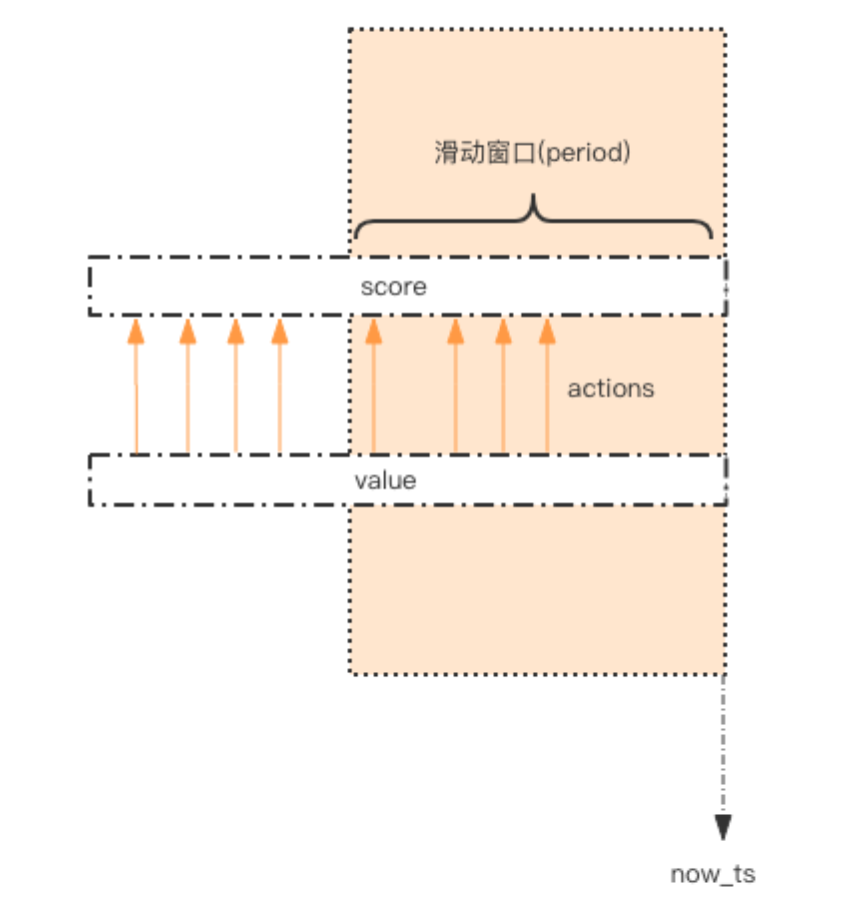 滑动窗口(period)
score
actions
value
now_ts